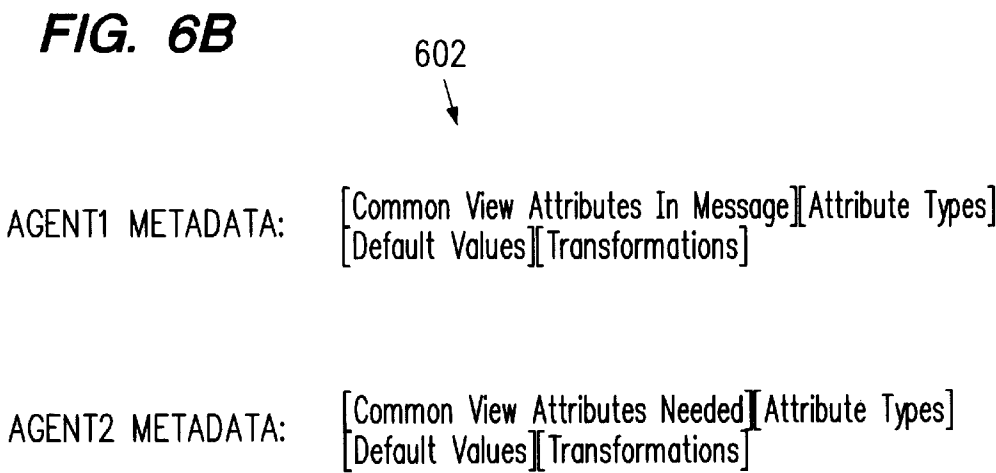 FIG. 6B
602
AGENT1 METADATA: [Common View Attributes In Message][Attribute Types]
[Default Values][Transformations]
AGENT2 METADATA: [Common View Attributes Needed][Attribute Types]
[Default Values][Transformations]